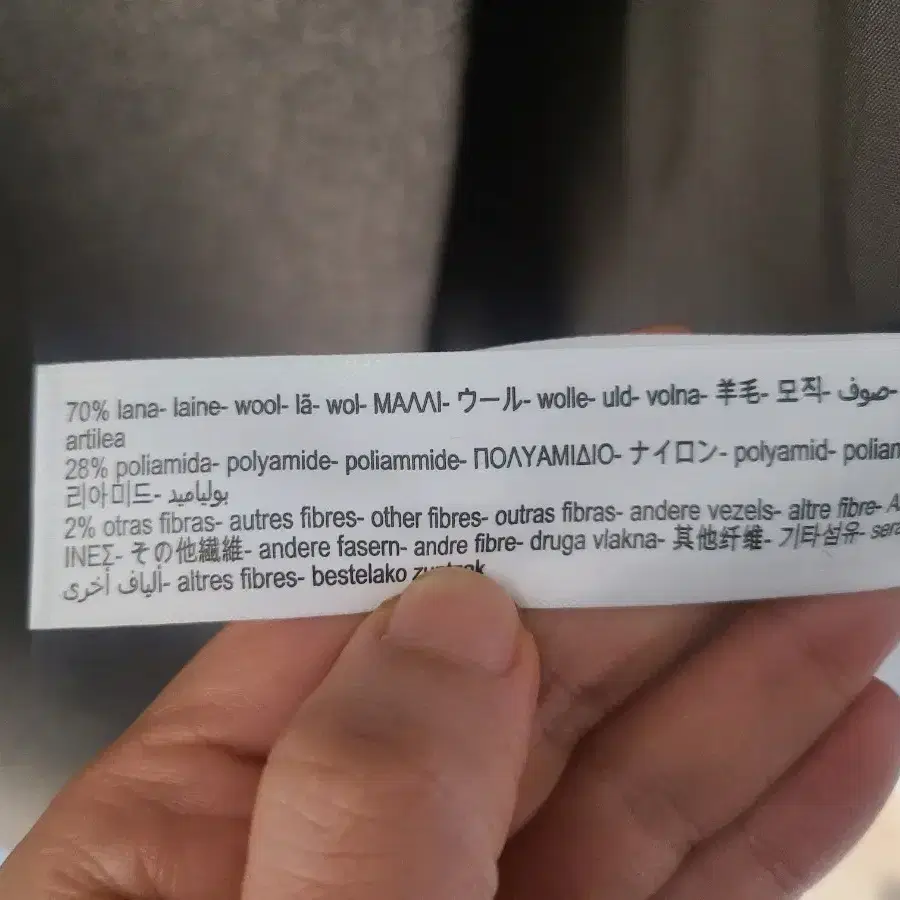 70% lana- laine- wool- lã- wol- ΜΑΛΛΙ- ウール- wolle- uld- volna- 羊毛- 모직- صوف-
artilea
28% poliamida- polyamide- poliammide- ΠΟΛΥΑΜΙΔΙΟ- ナイロン- polyamid-
리아미드- بولياميد
2% otras fibras- autres fibres- other fibres- outras fibras- andere vezels- altre fibre-
ΙΝΕΣ- その他繊維- andere fasern- andre fibre- druga vlakna- 其他纤维- 기타섬유-
ألياف أخرى- altres fibres- bestelako